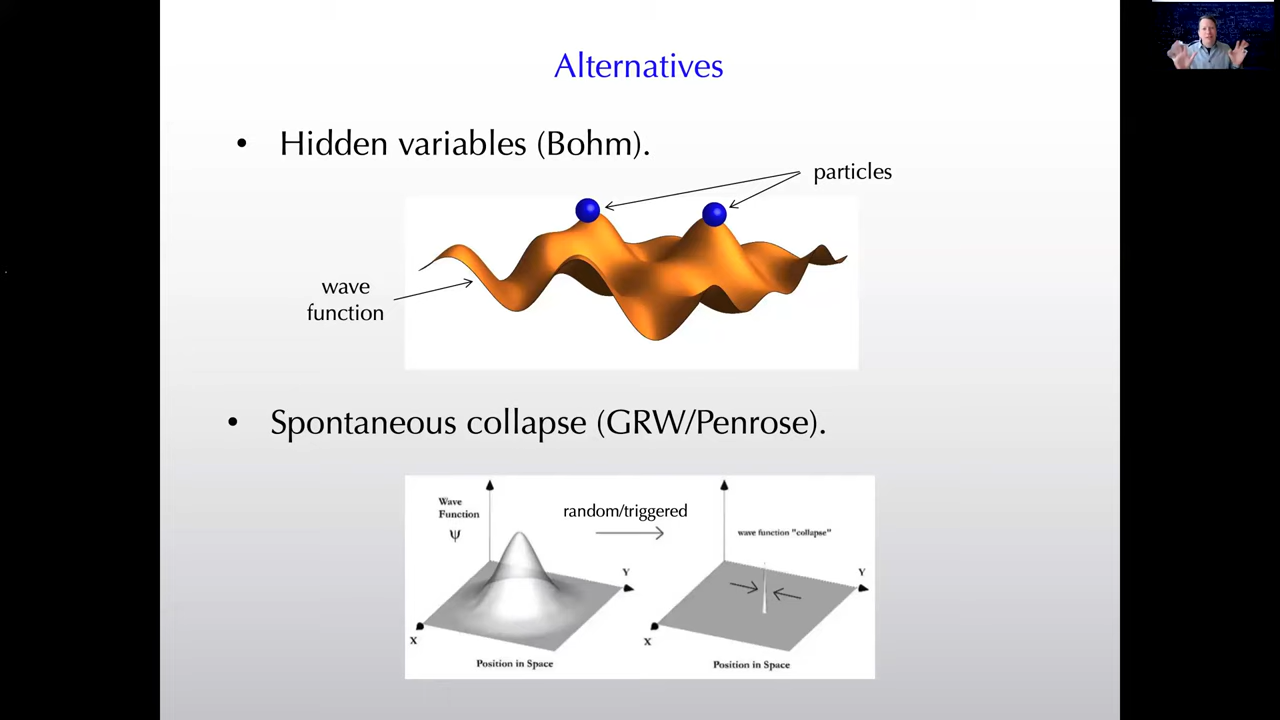 Alternatives
• Hidden variables (Bohm).
particles
wave
function
• Spontaneous collapse (GRW/Penrose).
Wave
Function
Ψ
random/triggered
Y
X
Position in Space
wave function "collapse"
Y
X
Position in Space